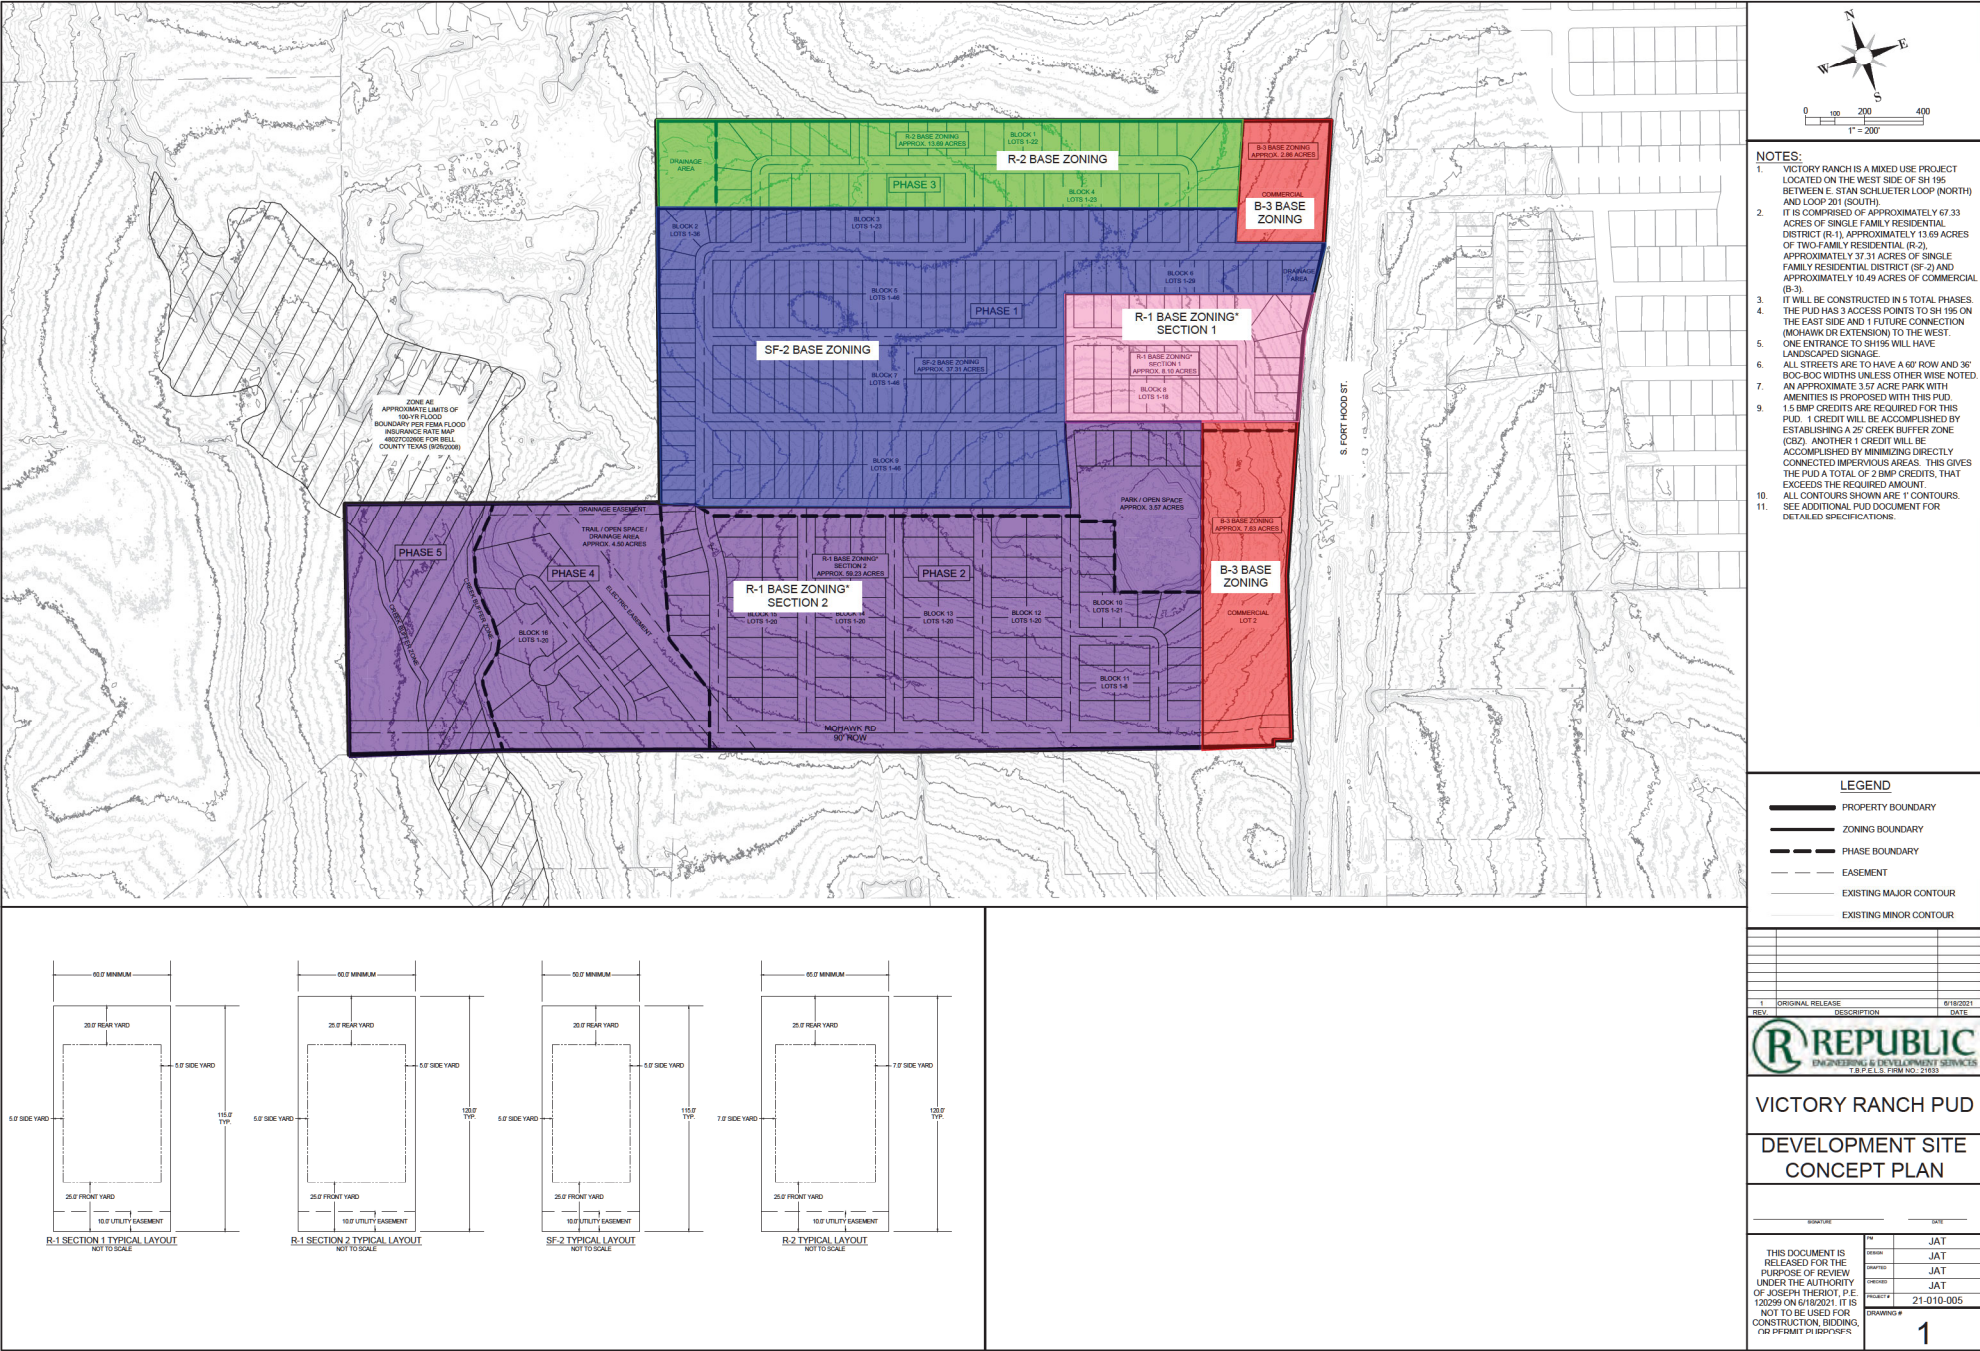 N
E
W
S
0 100 200 400
1" = 200'
NOTES:
1. VICTORY RANCH IS A MIXED USE PROJECT
LOCATED ON THE WEST SIDE OF SH 195
BETWEEN E. STAN SCHLUETER LOOP (NORTH)
AND LOOP 201 (SOUTH).
2. IT IS COMPRISED OF APPROXIMATELY 67.33
ACRES OF SINGLE FAMILY RESIDENTIAL
DISTRICT (R-1), APPROXIMATELY 13.69 ACRES
OF TWO-FAMILY RESIDENTIAL (R-2),
APPROXIMATELY 37.31 ACRES OF SINGLE
FAMILY RESIDENTIAL DISTRICT (SF-2) AND
APPROXIMATELY 10.49 ACRES OF COMMERCIAL
(B-3).
3. IT WILL BE CONSTRUCTED IN 5 TOTAL PHASES.
4. THE PUD HAS 3 ACCESS POINTS TO SH 195 ON
THE EAST SIDE AND 1 FUTURE CONNECTION
(MOHAWK DR EXTENSION) TO THE WEST.
5. ONE ENTRANCE TO SH195 WILL HAVE
LANDSCAPED SIGNAGE.
6. ALL STREETS ARE TO HAVE A 60' ROW AND 36'
BOC-BOC WIDTHS UNLESS OTHER WISE NOTED.
7. AN APPROXIMATE 3.57 ACRE PARK WITH
AMENITIES IS PROPOSED WITH THIS PUD.
9. 1.5 BMP CREDITS ARE REQUIRED FOR THIS
PUD. 1 CREDIT WILL BE ACCOMPLISHED BY
ESTABLISHING A 25' CREEK BUFFER ZONE
(CBZ). ANOTHER 1 CREDIT WILL BE
ACCOMPLISHED BY MINIMIZING DIRECTLY
CONNECTED IMPERVIOUS AREAS. THIS GIVES
THE PUD A TOTAL OF 2 BMP CREDITS, THAT
EXCEEDS THE REQUIRED AMOUNT.
10. ALL CONTOURS SHOWN ARE 1' CONTOURS.
11. SEE ADDITIONAL PUD DOCUMENT FOR
DETAILED SPECIFICATIONS.
R-2 BASE ZONING
APPROX. 13.69 ACRES
BLOCK 1
LOTS 1-22
R-2 BASE ZONING
DRAINAGE
AREA
PHASE 3
BLOCK 4
LOTS 1-23
B-3 BASE ZONING
APPROX. 2.86 ACRES
COMMERCIAL
B-3 BASE
ZONING
BLOCK 2
LOTS 1-36
BLOCK 3
LOTS 1-23
BLOCK 5
LOTS 1-46
BLOCK 6
LOTS 1-29
DRAINAGE
AREA
PHASE 1
R-1 BASE ZONING*
SECTION 1
SF-2 BASE ZONING
SF-2 BASE ZONING
APPROX. 37.31 ACRES
R-1 BASE ZONING*
SECTION 1
APPROX. 8.10 ACRES
BLOCK 7
LOTS 1-46
BLOCK 8
LOTS 1-18
S. FORT HOOD ST.
ZONE AE
APPROXIMATE LIMITS OF
100-YR FLOOD
BOUNDARY PER FEMA FLOOD
INSURANCE RATE MAP
48027C0260E FOR BELL
COUNTY TEXAS (9/26/2008)
BLOCK 9
LOTS 1-46
PARK / OPEN SPACE
APPROX. 3.57 ACRES
B-3 BASE ZONING
APPROX. 7.63 ACRES
DRAINAGE EASEMENT
TRAIL / OPEN SPACE /
DRAINAGE AREA
APPROX. 4.50 ACRES
PHASE 5
PHASE 4
R-1 BASE ZONING*
SECTION 2
APPROX. 59.23 ACRES
PHASE 2
R-1 BASE ZONING*
SECTION 2
B-3 BASE
ZONING
CREEK BUFFER ZONE
CREEK BUFFER ZONE
ELECTRIC EASEMENT
BLOCK 16
LOTS 1-20
BLOCK 15
LOTS 1-20
BLOCK 14
LOTS 1-20
BLOCK 13
LOTS 1-20
BLOCK 12
LOTS 1-20
BLOCK 10
LOTS 1-21
COMMERCIAL
LOT 2
BLOCK 11
LOTS 1-8
MOHAWK RD
90' ROW
LEGEND
PROPERTY BOUNDARY
ZONING BOUNDARY
PHASE BOUNDARY
EASEMENT
EXISTING MAJOR CONTOUR
EXISTING MINOR CONTOUR
60.0' MINIMUM
20.0' REAR YARD
5.0' SIDE YARD
5.0' SIDE YARD
115.0'
TYP.
25.0' FRONT YARD
10.0' UTILITY EASEMENT
R-1 SECTION 1 TYPICAL LAYOUT
NOT TO SCALE
60.0' MINIMUM
25.0' REAR YARD
5.0' SIDE YARD
5.0' SIDE YARD
120.0'
TYP.
25.0' FRONT YARD
10.0' UTILITY EASEMENT
R-1 SECTION 2 TYPICAL LAYOUT
NOT TO SCALE
50.0' MINIMUM
20.0' REAR YARD
5.0' SIDE YARD
5.0' SIDE YARD
115.0'
TYP.
25.0' FRONT YARD
10.0' UTILITY EASEMENT
SF-2 TYPICAL LAYOUT
NOT TO SCALE
65.0' MINIMUM
25.0' REAR YARD
7.0' SIDE YARD
7.0' SIDE YARD
120.0'
TYP.
25.0' FRONT YARD
10.0' UTILITY EASEMENT
R-2 TYPICAL LAYOUT
NOT TO SCALE
1 ORIGINAL RELEASE 6/18/2021
REV. DESCRIPTION DATE
R REPUBLIC
ENGINEERING & DEVELOPMENT SERVICES
T.B.P.E.L.S. FIRM NO.: 21633
VICTORY RANCH PUD
DEVELOPMENT SITE
CONCEPT PLAN
SIGNATURE DATE
THIS DOCUMENT IS
RELEASED FOR THE
PURPOSE OF REVIEW
UNDER THE AUTHORITY
OF JOSEPH THERIOT, P.E.
120299 ON 6/18/2021. IT IS
NOT TO BE USED FOR
CONSTRUCTION, BIDDING,
OR PERMIT PURPOSES
PM JAT
DESIGN JAT
DRAFTED JAT
CHECKED JAT
PROJECT # 21-010-005
DRAWING #
1